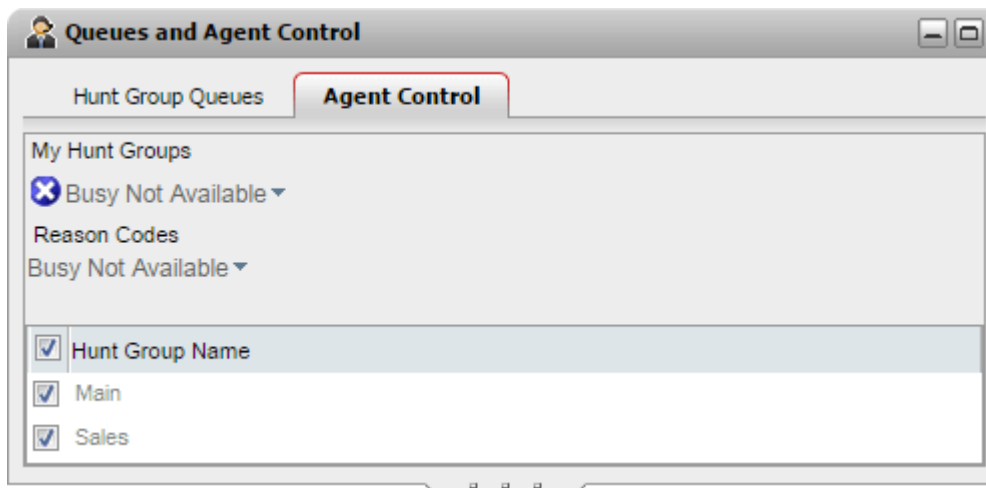 Queues and Agent Control
Hunt Group Queues Agent Control
My Hunt Groups
Busy Not Available
Reason Codes
Busy Not Available
Hunt Group Name
Main
Sales